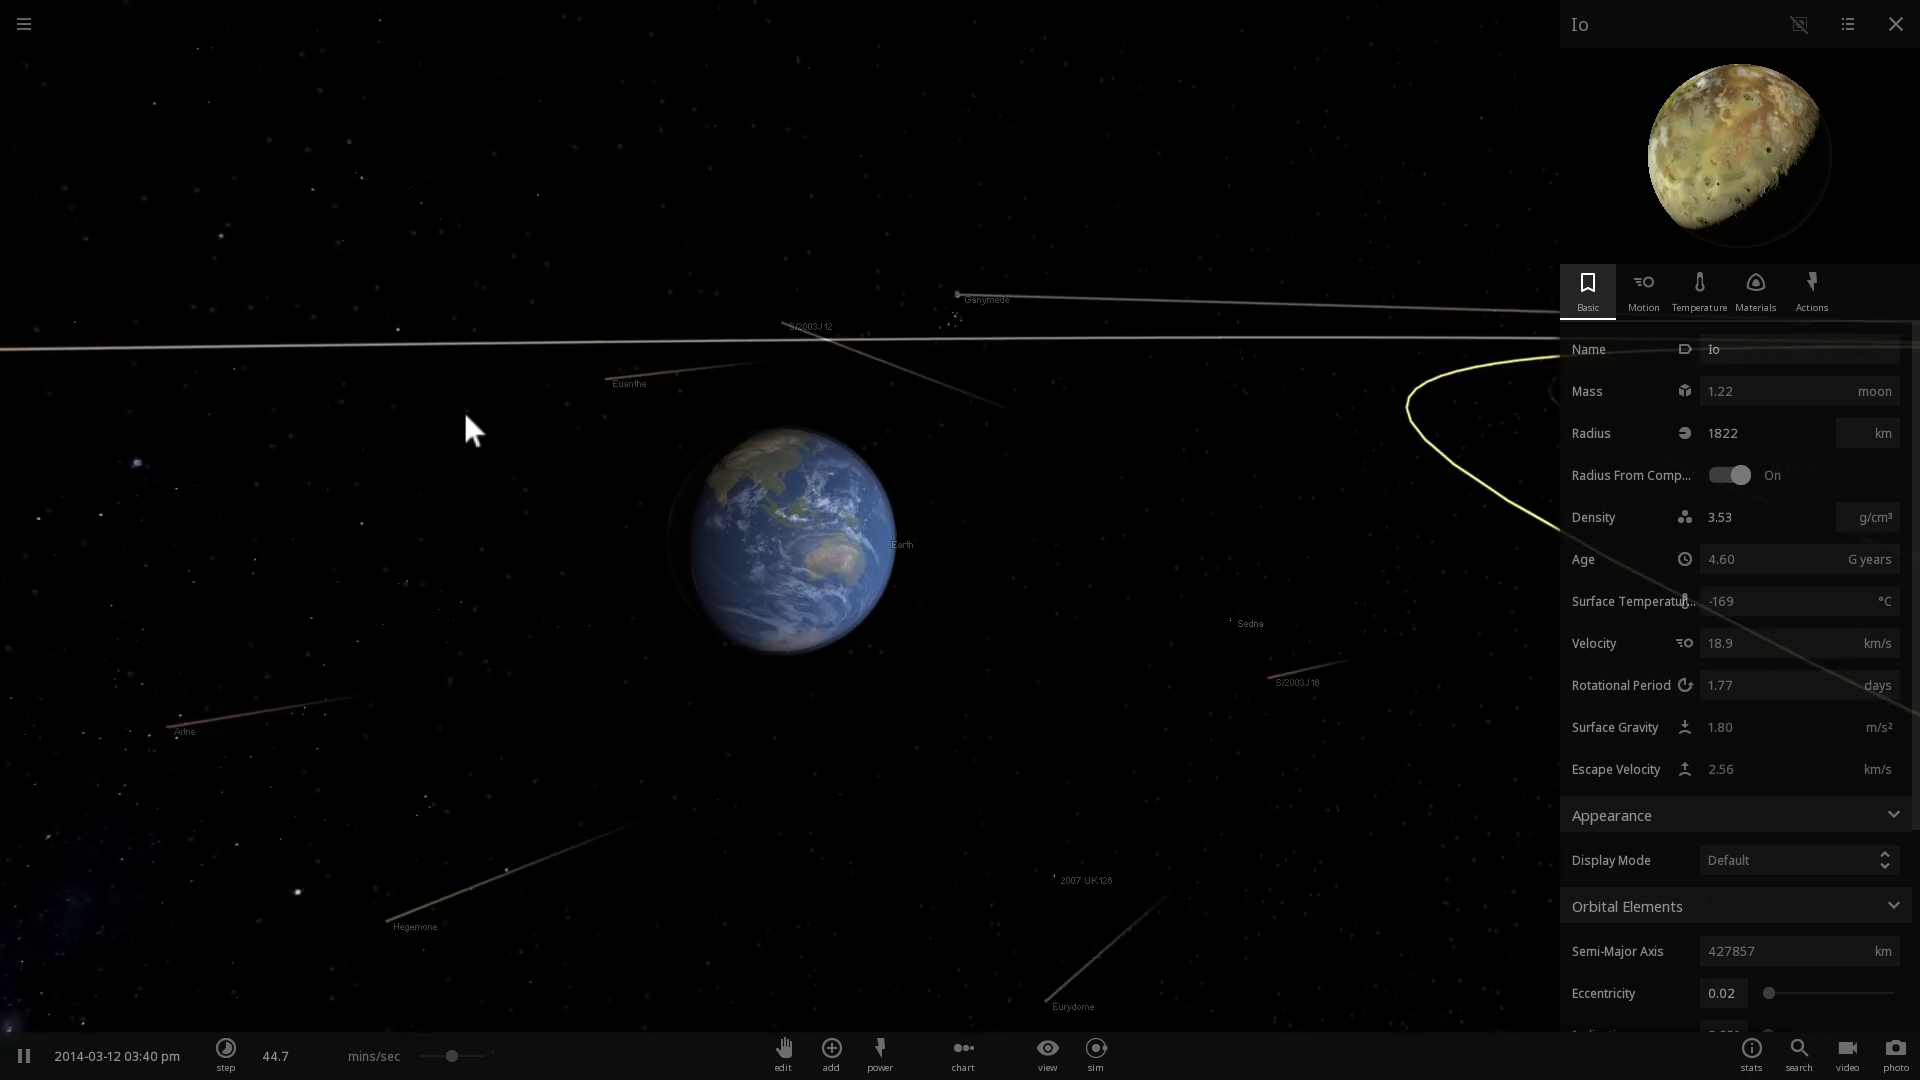 Io
Ganymede
S/2003J12
Euanthe
Earth
Sedna
S/2003J16
Aitne
2007 UK126
Hegemone
Eurydome
Basic
Motion
Temperature
Materials
Actions
Name Io
Mass 1.22 moon
Radius 1822 km
Radius From Comp... On
Density 3.53 g/cm³
Age 4.60 G years
Surface Temperatur... -169 °C
Velocity 18.9 km/s
Rotational Period 1.77 days
Surface Gravity 1.80 m/s²
Escape Velocity 2.56 km/s
Appearance
Display Mode Default
Orbital Elements
Semi-Major Axis 427857 km
Eccentricity 0.02
2014-03-12 03:40 pm
step
44.7 mins/sec
edit
add
power
chart
view
sim
stats
search
video
photo